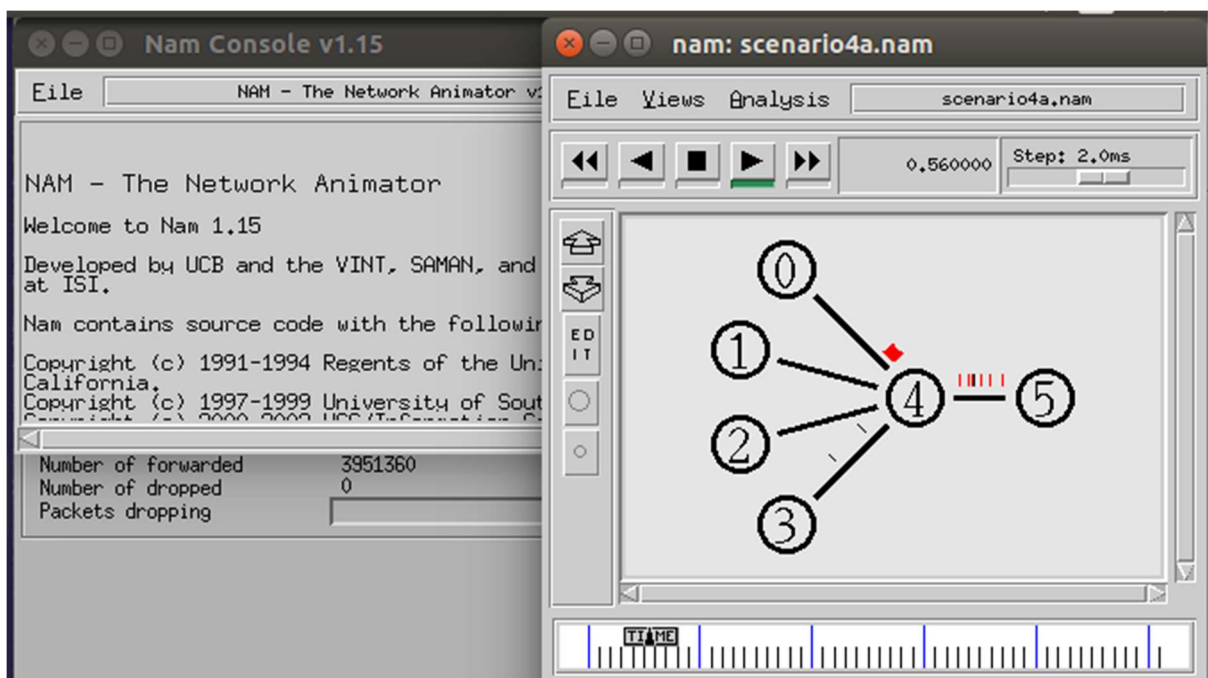 Nam Console v1.15
File
NAM - The Network Animator v
NAM - The Network Animator
Welcome to Nam 1.15
Developed by UCB and the VINT, SAMAN, and
at ISI.
Nam contains source code with the followin
Copyright (c) 1991-1994 Regents of the Un
California.
Copyright (c) 1997-1999 University of Sout
Number of forwarded 3951360
Number of dropped 0
Packets dropping
nam: scenario4a.nam
File Views Analysis scenario4a.nam
0.560000 Step: 2.0ms
ED
IT
0
1
2
3
4
5
TIME